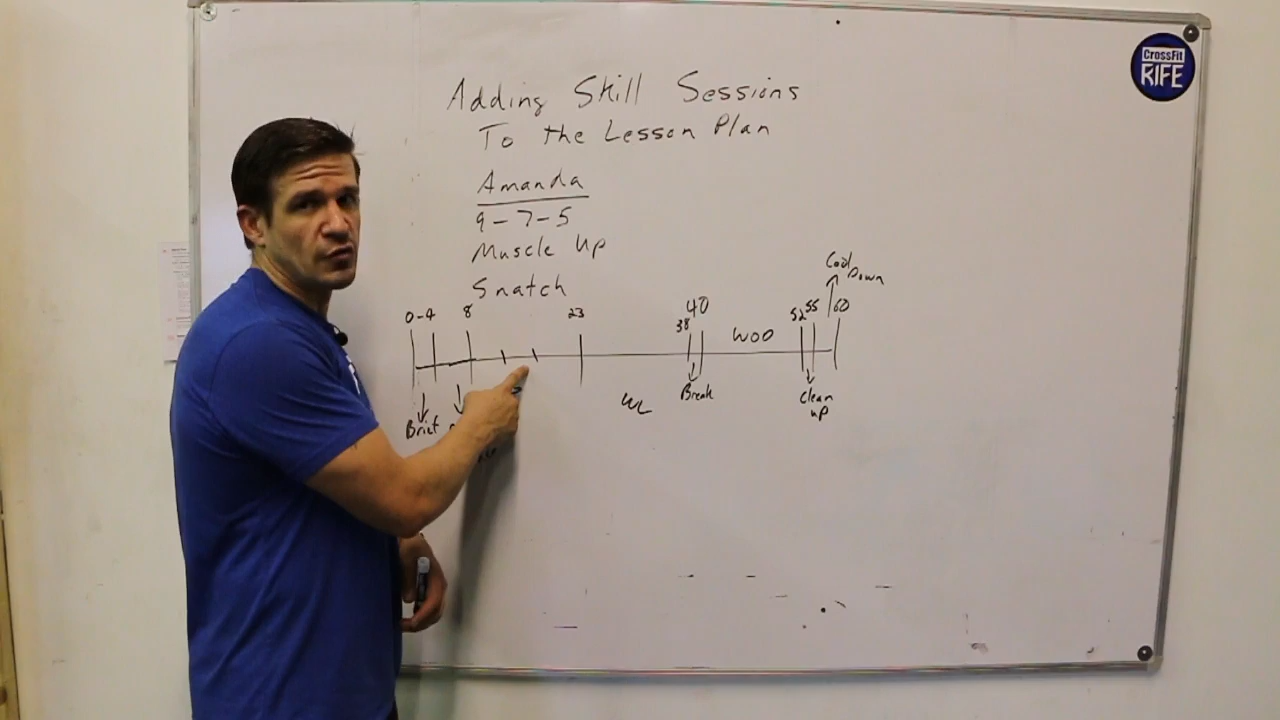 Adding Skill Sessions
To the Lesson Plan
Amanda
9-7-5
Muscle Up
Snatch
CrossFit
RIFE
Cool Down
0-4 8 23 38 40 52 55 60
WOD
Brief
WL
Break
Clean up